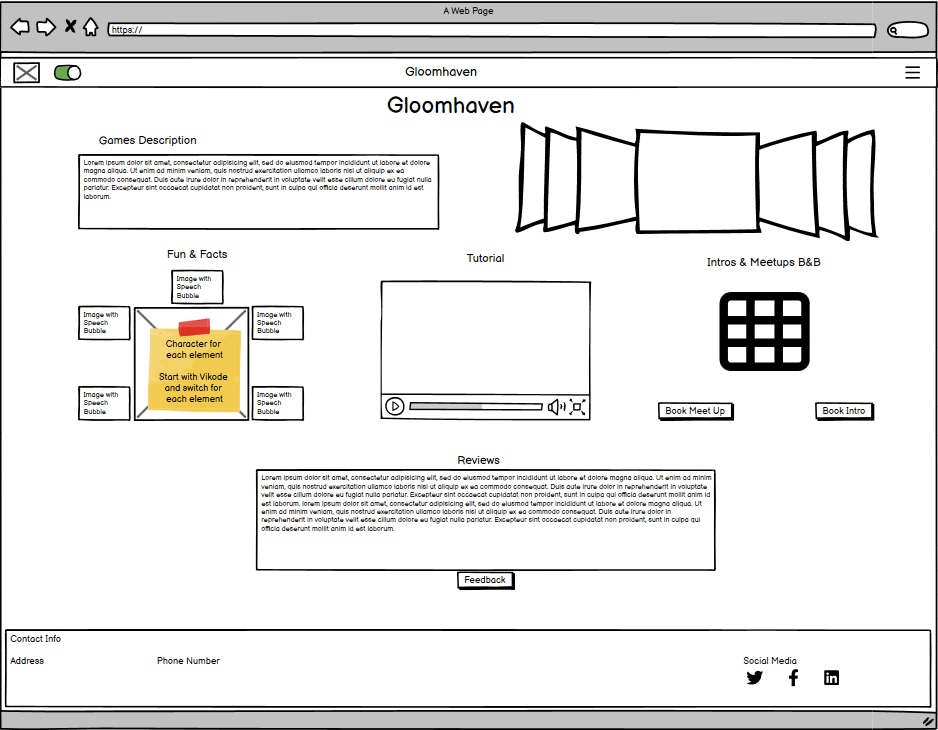 A Web Page
https://
Gloomhaven
Gloomhaven
Games Description
Lorem ipsum dolor sit amet, consectetur adipisicing elit, sed do eiusmod tempor incididunt ut labore et dolore
magna aliqua. Ut enim ad minim veniam, quis nostrud exercitation ullamco laboris nisi ut aliquip ex ea
commodo consequat. Duis aute irure dolor in reprehenderit in voluptate velit esse cillum dolore eu fugiat nulla
pariatur. Excepteur sint occaecat cupidatat non proident, sunt in culpa qui officia deserunt mollit anim id est
laborum.
Fun & Facts
Image with
Speech
Bubble
Image with
Speech
Bubble
Image with
Speech
Bubble
Character for
each element
Start with Vikode
and switch for
each element
Image with
Speech
Bubble
Image with
Speech
Bubble
Tutorial
Intros & Meetups B&B
Book Meet Up
Book Intro
Reviews
Lorem ipsum dolor sit amet, consectetur adipisicing elit, sed do eiusmod tempor incididunt ut labore et dolore magna aliqua. Ut enim ad minim
veniam, quis nostrud exercitation ullamco laboris nisi ut aliquip ex ea commodo consequat. Duis aute irure dolor in reprehenderit in voluptate
velit esse cillum dolore eu fugiat nulla pariatur. Excepteur sint occaecat cupidatat non proident, sunt in culpa qui officia deserunt mollit anim id
est laborum. lorem ipsum dolor sit amet, consectetur adipisicing elit, sed do eiusmod tempor incididunt ut labore et dolore magna aliqua. Ut
enim ad minim veniam, quis nostrud exercitation ullamco laboris nisi ut aliquip ex ea commodo consequat. Duis aute irure dolor in
reprehenderit in voluptate velit esse cillum dolore eu fugiat nulla pariatur. Excepteur sint occaecat cupidatat non proident, sunt in culpa qui
officia deserunt mollit anim id est laborum.
Feedback
Contact Info
Address
Phone Number
Social Media